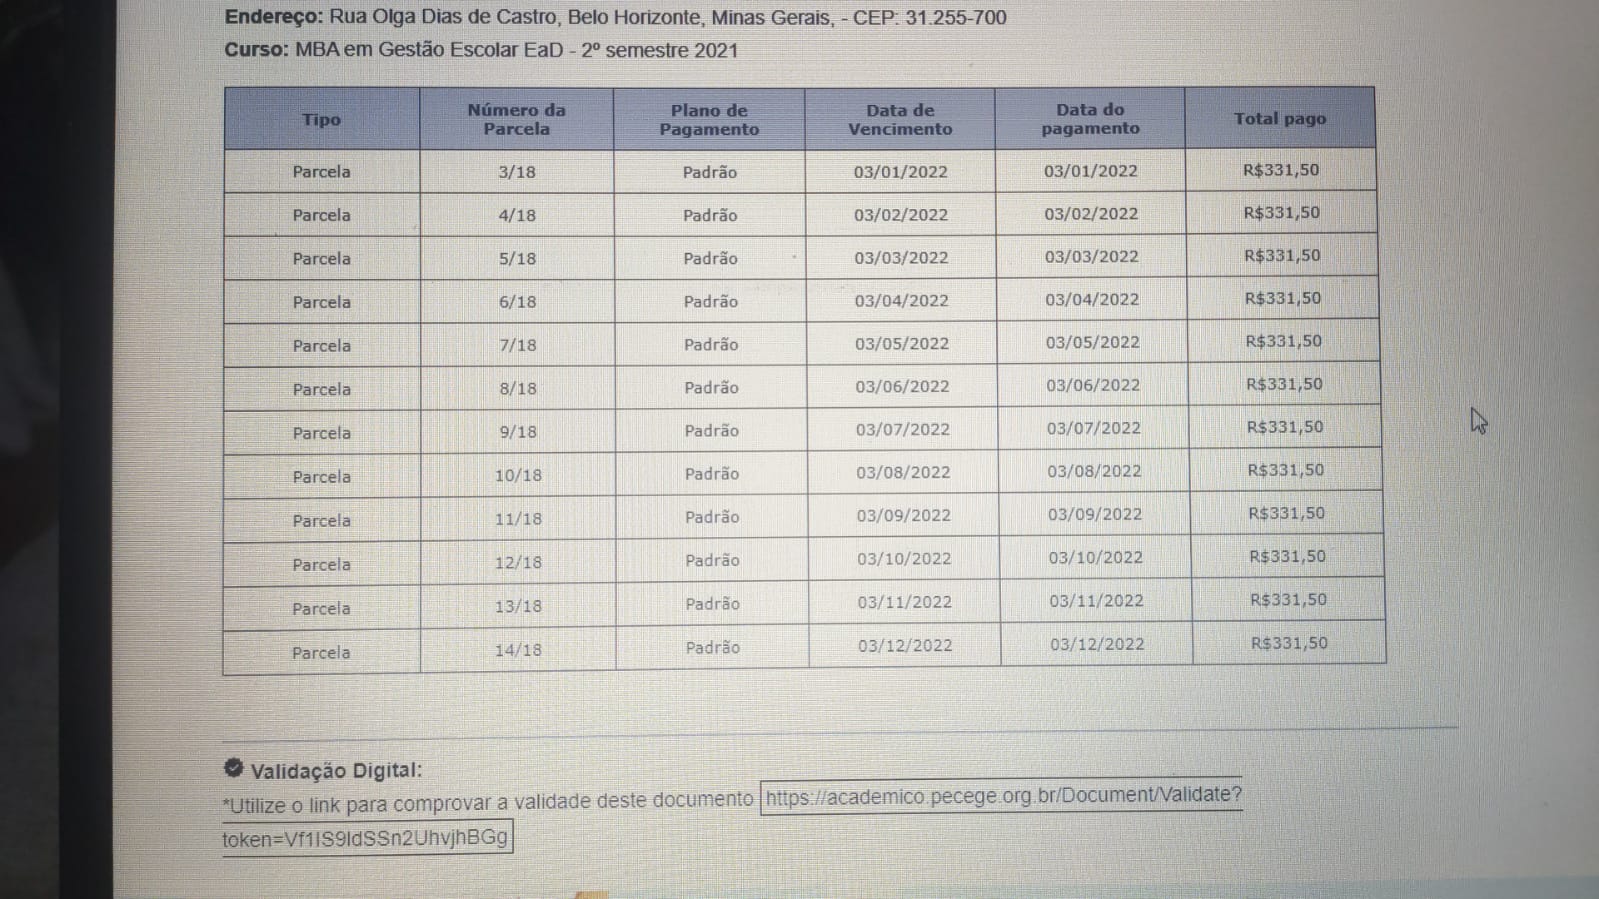 Endereço: Rua Olga Dias de Castro, Belo Horizonte, Minas Gerais, - CEP: 31.255-700
Curso: MBA em Gestão Escolar EaD - 2º semestre 2021
Tipo Número da Parcela Plano de Pagamento Data de Vencimento Data do pagamento Total pago
Parcela 3/18 Padrão 03/01/2022 03/01/2022 R$331,50
Parcela 4/18 Padrão 03/02/2022 03/02/2022 R$331,50
Parcela 5/18 Padrão 03/03/2022 03/03/2022 R$331,50
Parcela 6/18 Padrão 03/04/2022 03/04/2022 R$331,50
Parcela 7/18 Padrão 03/05/2022 03/05/2022 R$331,50
Parcela 8/18 Padrão 03/06/2022 03/06/2022 R$331,50
Parcela 9/18 Padrão 03/07/2022 03/07/2022 R$331,50
Parcela 10/18 Padrão 03/08/2022 03/08/2022 R$331,50
Parcela 11/18 Padrão 03/09/2022 03/09/2022 R$331,50
Parcela 12/18 Padrão 03/10/2022 03/10/2022 R$331,50
Parcela 13/18 Padrão 03/11/2022 03/11/2022 R$331,50
Parcela 14/18 Padrão 03/12/2022 03/12/2022 R$331,50
Validação Digital:
*Utilize o link para comprovar a validade deste documento https://academico.pecege.org.br/Document/Validate?
token=Vf1IS9ldSSn2UhvjhBGg